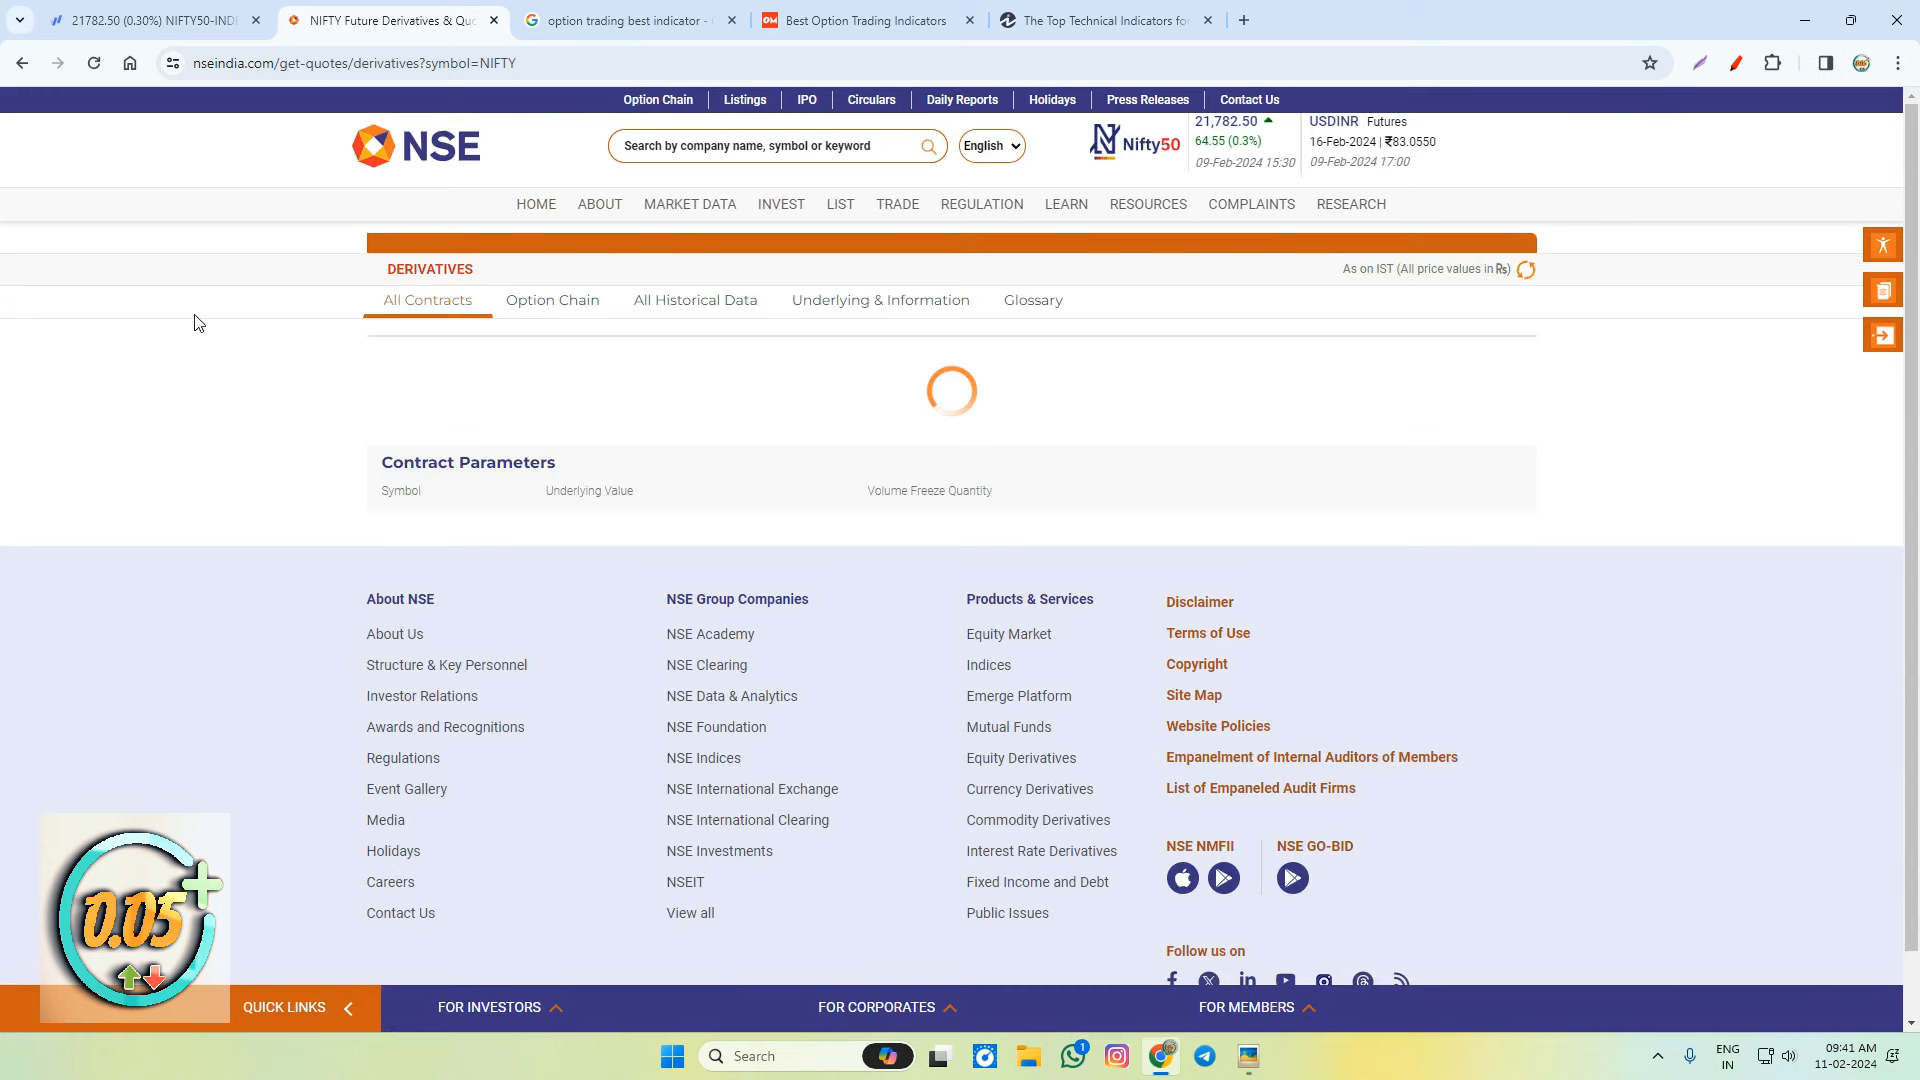 21782.50 (0.30%) NIFTY50-INDE
NIFTY Future Derivatives & Quo
option trading best indicator -
OM Best Option Trading Indicators
The Top Technical Indicators for
nseindia.com/get-quotes/derivatives?symbol=NIFTY
Option Chain Listings IPO Circulars Daily Reports Holidays Press Releases Contact Us
NSE
Search by company name, symbol or keyword
English
Nifty50
21,782.50
64.55 (0.3%)
09-Feb-2024 15:30
USDINR Futures
16-Feb-2024 | ₹83.0550
09-Feb-2024 17:00
HOME ABOUT MARKET DATA INVEST LIST TRADE REGULATION LEARN RESOURCES COMPLAINTS RESEARCH
DERIVATIVES
As on IST (All price values in ₨)
All Contracts Option Chain All Historical Data Underlying & Information Glossary
Contract Parameters
Symbol Underlying Value Volume Freeze Quantity
About NSE
About Us
Structure & Key Personnel
Investor Relations
Awards and Recognitions
Regulations
Event Gallery
Media
Holidays
Careers
Contact Us
NSE Group Companies
NSE Academy
NSE Clearing
NSE Data & Analytics
NSE Foundation
NSE Indices
NSE International Exchange
NSE International Clearing
NSE Investments
NSEIT
View all
Products & Services
Equity Market
Indices
Emerge Platform
Mutual Funds
Equity Derivatives
Currency Derivatives
Commodity Derivatives
Interest Rate Derivatives
Fixed Income and Debt
Public Issues
Disclaimer
Terms of Use
Copyright
Site Map
Website Policies
Empanelment of Internal Auditors of Members
List of Empaneled Audit Firms
NSE NMFII
NSE GO-BID
Follow us on
0.05+
QUICK LINKS
FOR INVESTORS
FOR CORPORATES
FOR MEMBERS
Search
1
ENG
IN
09:41 AM
11-02-2024